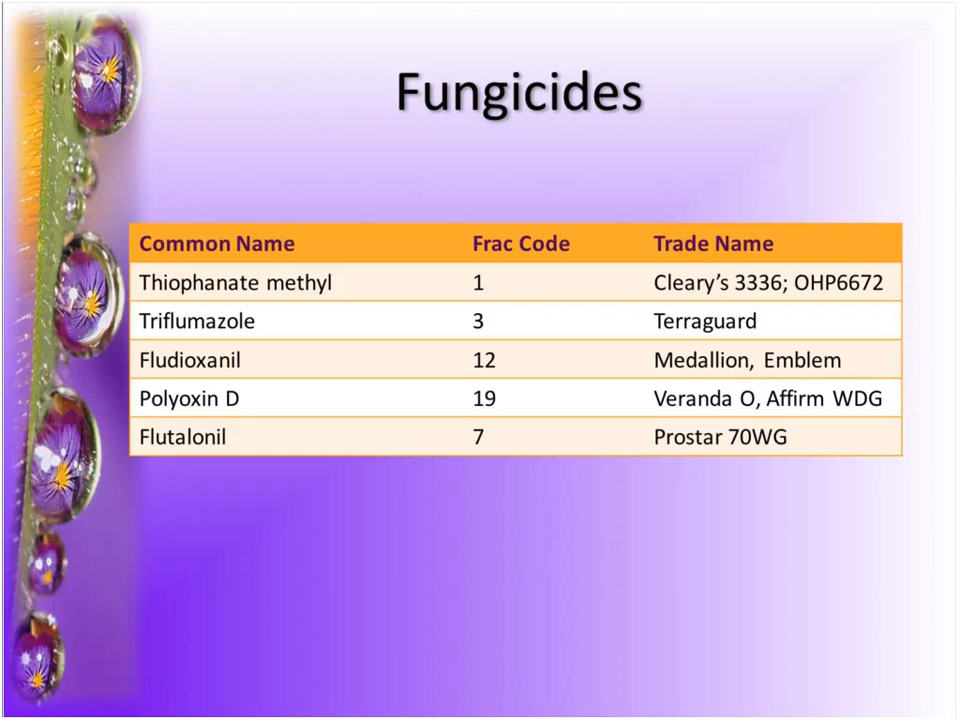 Fungicides
Common Name Frac Code Trade Name
Thiophanate methyl 1 Cleary’s 3336; OHP6672
Triflumazole 3 Terraguard
Fludioxanil 12 Medallion, Emblem
Polyoxin D 19 Veranda O, Affirm WDG
Flutalonil 7 Prostar 70WG